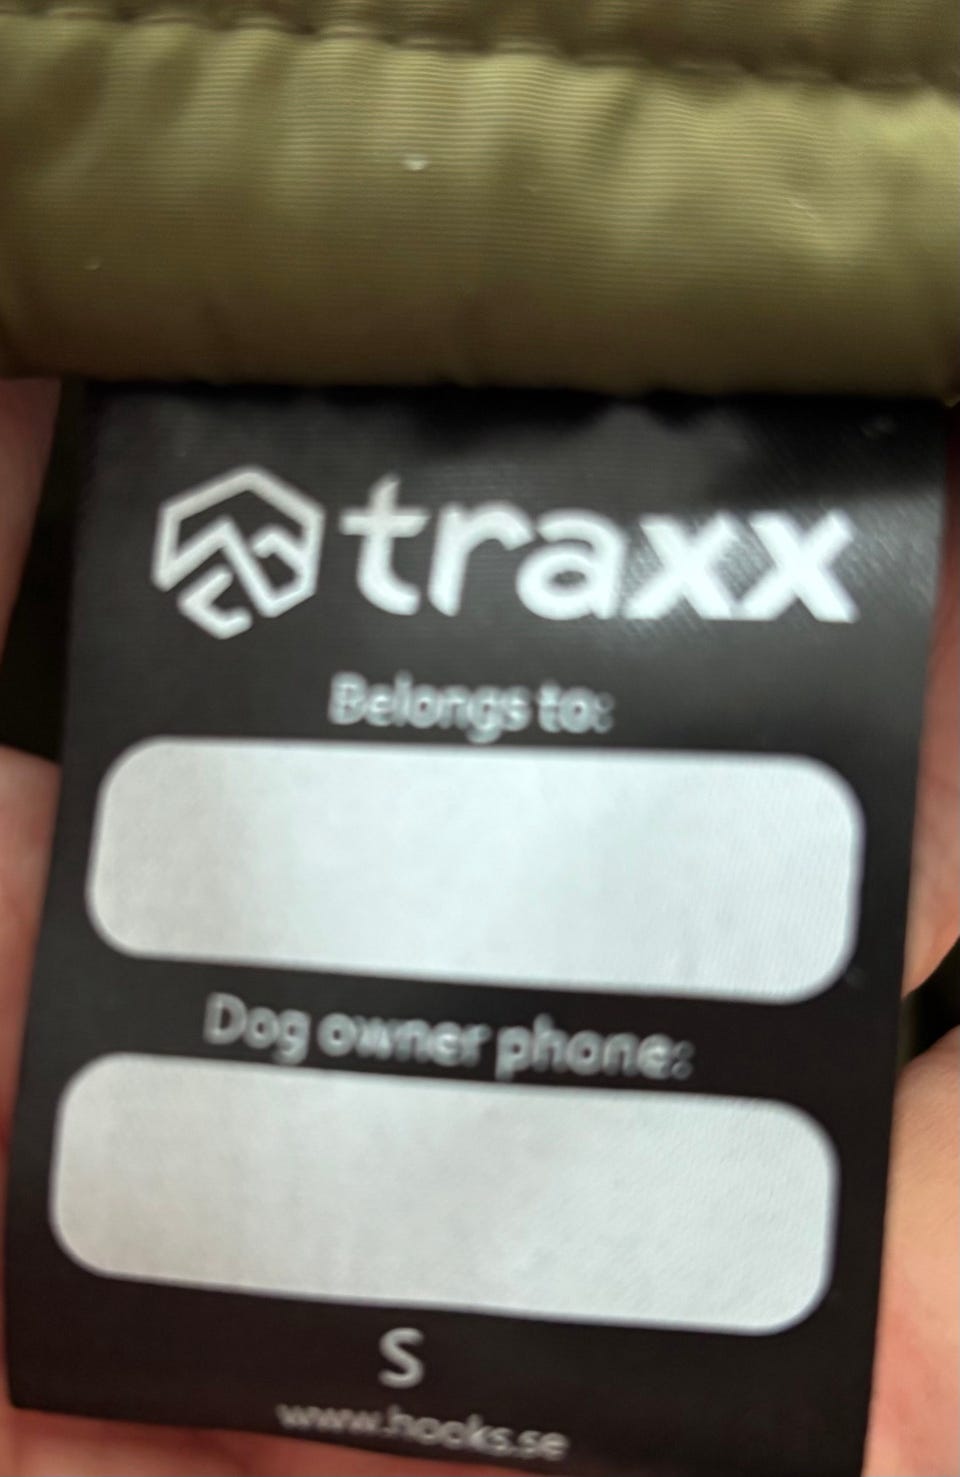 traxx
Belongs to:
Dog owner phone:
S
www.hooks.se